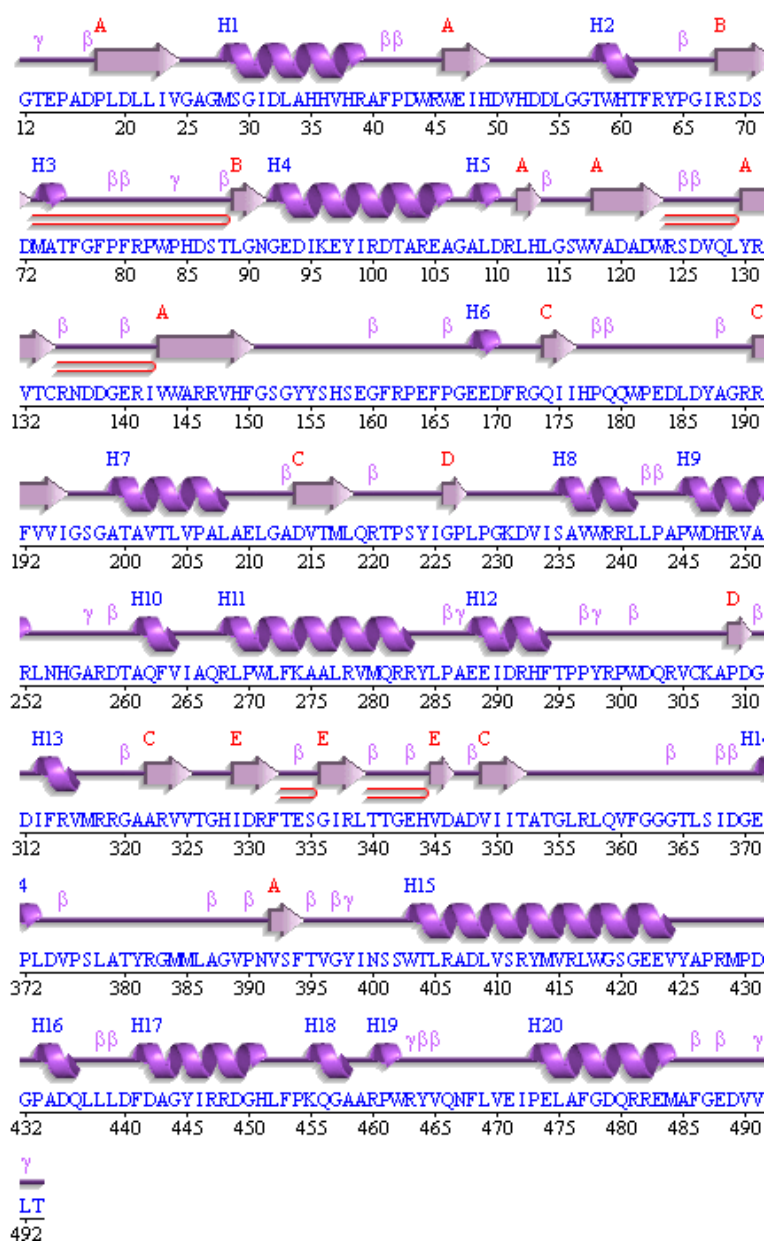 γ β A H1 ββ A H2 β B
GTEPADPLDLLIVGAGMSGIDLAHHVHRAFPDWRWEIHDVHDDLGGTWHTFRYPGIRSDS
12 20 25 30 35 40 45 50 55 60 65 70
H3 ββ γ β B H4 H5 A β A ββ A
DMATFGFPFRPWPHDSTLGNGEDIKEYIRDTAREAGALDRLHLGSWVADADWRSDVQLYR
72 80 85 90 95 100 105 110 115 120 125 130
β β A β β H6 C ββ β C
VTCRNDDGERIVWARRVHFGSGYYSHSEGFRPEFPGEEDFRGQIIHPQQWPEDLDYAGRR
132 140 145 150 155 160 165 170 175 180 185 190
H7 β C β D H8 ββ H9
FVVIGSGATAVTLVPALAELGADVTMLQRTPSYIGPLPGKDVISAVWRRLLPAPWDHRVA
192 200 205 210 215 220 225 230 235 240 245 250
γ β H10 H11 βγ H12 βγ β D β
RLNHGARDTAQFVIAQRLPWLFKAALRVMQRRYLPAEEIDRHFTPPYRPWDQRVCKAPDG
252 260 265 270 275 280 285 290 295 300 305 310
H13 β C E β E β β E β C β ββ H14
DIFRVMRRGAARVVTGHIDRFTESGIRLTTGEHVDADVIITATGLRLQVFGGGTLSIDGE
312 320 325 330 335 340 345 350 355 360 365 370
4 β β β A β βγ H15
PLDVPSLATYRGMMLAGVPNVSFTVGYINSSWTLRADLVSRYMVRLWGSGEEVYAPRMPD
372 380 385 390 395 400 405 410 415 420 425 430
H16 ββ H17 H18 H19 γββ H20 β β γ
GPADQLLLDFDAGYIRRDGHLFPKQGAARPWRYVQNFLVEIPELAFGDQRREMAFGEDVV
432 440 445 450 455 460 465 470 475 480 485 490
γ
LT
492